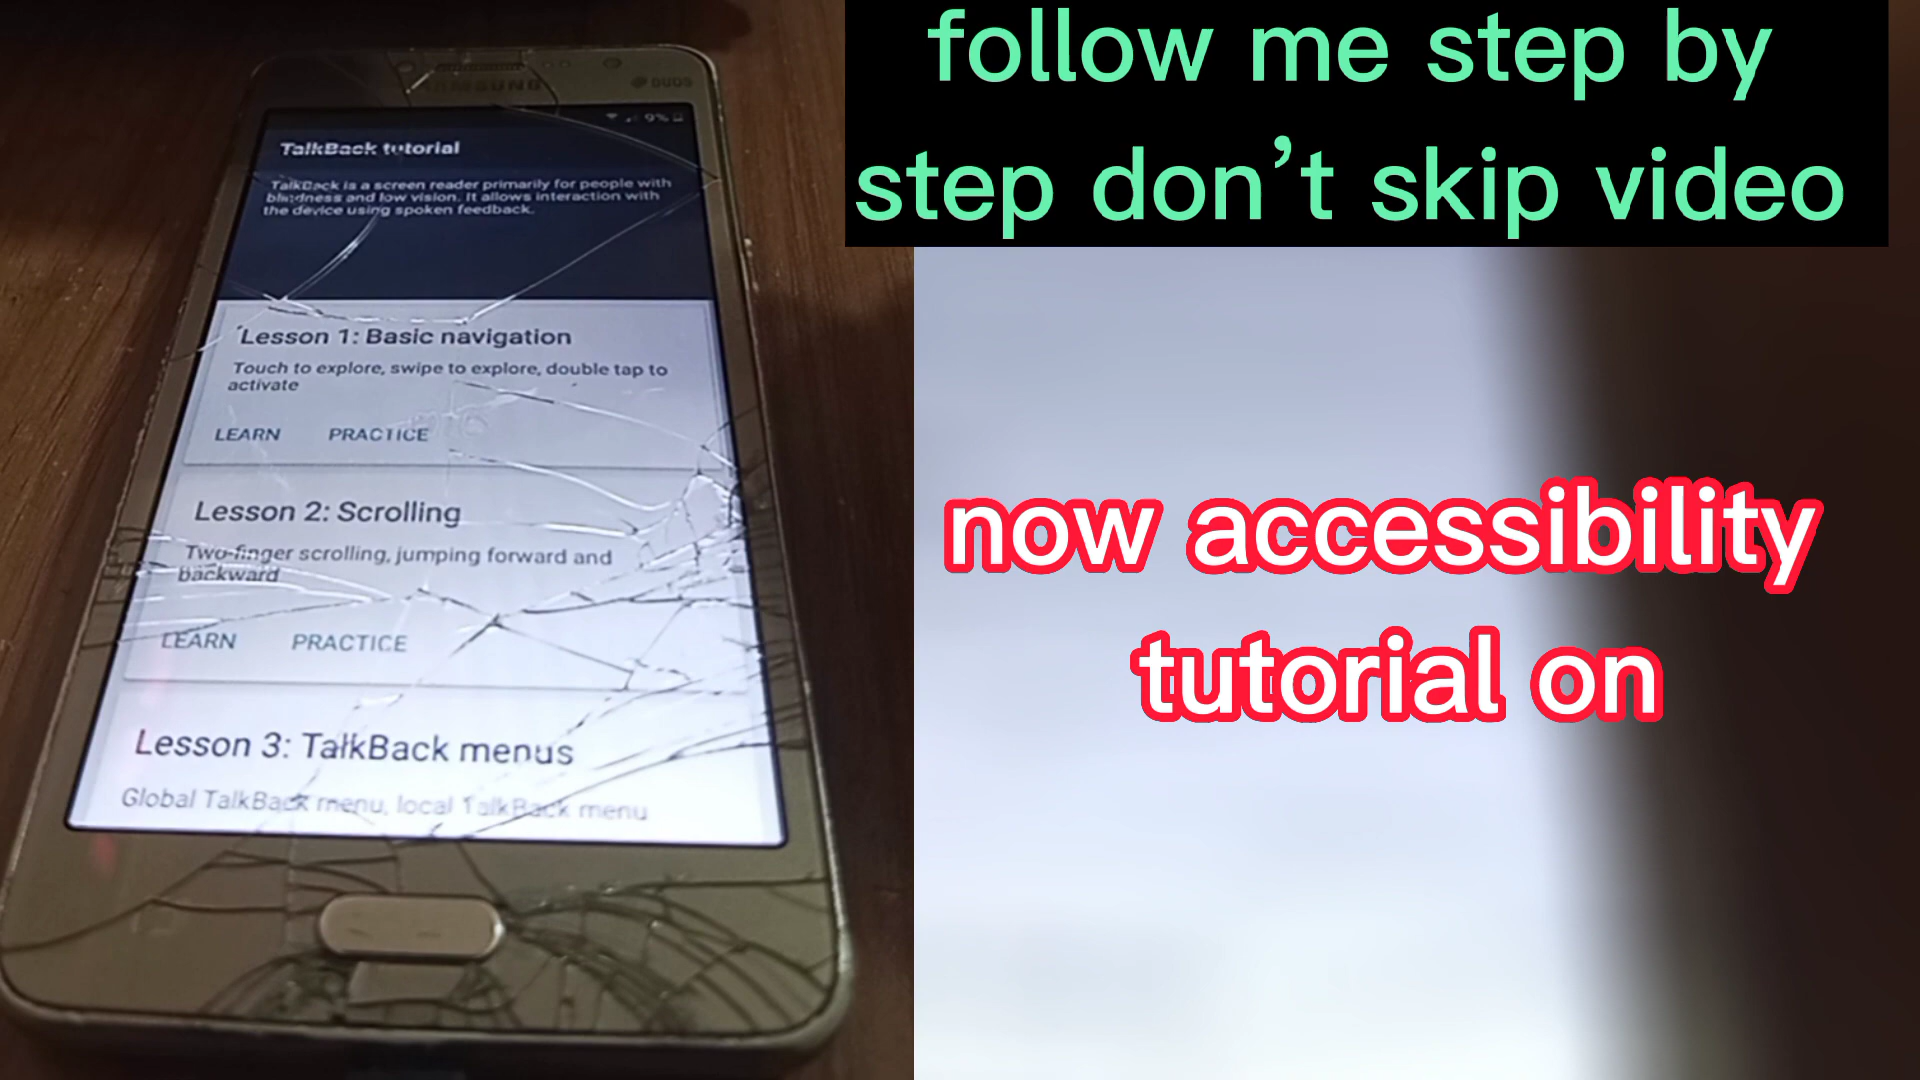 follow me step by
step don’t skip video
SAMSUNG
DUOS
9%
TalkBack tutorial
TalkBack is a screen reader primarily for people with
blindness and low vision. It allows interaction with
the device using spoken feedback.
Lesson 1: Basic navigation
Touch to explore, swipe to explore, double tap to
activate
LEARN PRACTICE
Lesson 2: Scrolling
Two-finger scrolling, jumping forward and
backward
LEARN PRACTICE
Lesson 3: TalkBack menus
Global TalkBack menu, local TalkBack menu
now accessibility
tutorial on